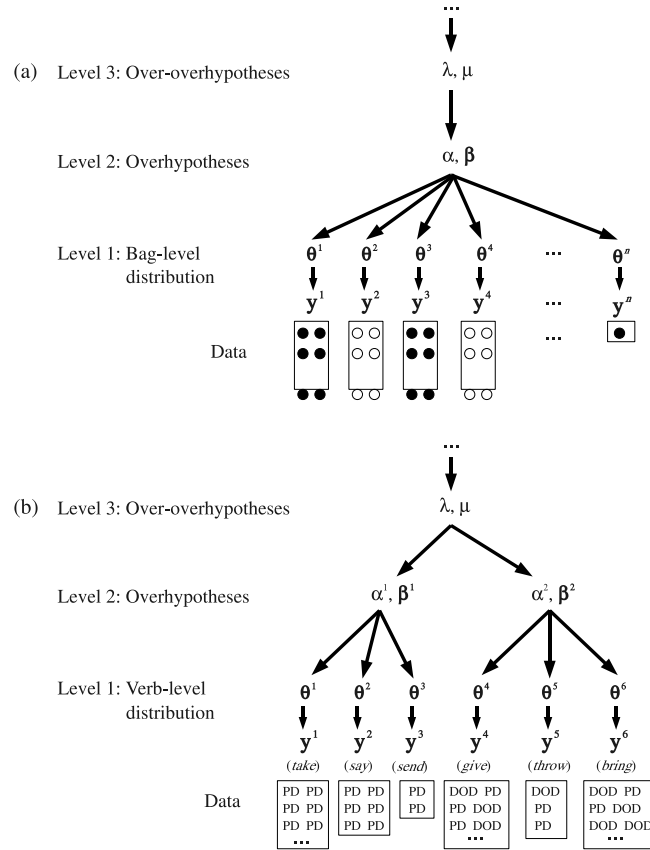 ...
(a) Level 3: Over-overhypotheses λ, μ
Level 2: Overhypotheses α, β
Level 1: Bag-level distribution θ¹ θ² θ³ θ⁴ ... θⁿ
y¹ y² y³ y⁴ ... yⁿ
Data ...
...
(b) Level 3: Over-overhypotheses λ, μ
Level 2: Overhypotheses α¹, β¹ α², β²
Level 1: Verb-level distribution θ¹ θ² θ³ θ⁴ θ⁵ θ⁶
y¹ y² y³ y⁴ y⁵ y⁶
(take) (say) (send) (give) (throw) (bring)
Data
PD PD PD PD PD DOD PD DOD DOD PD
PD PD PD PD PD PD DOD PD PD DOD
PD PD PD PD PD DOD PD DOD DOD
... ... ...